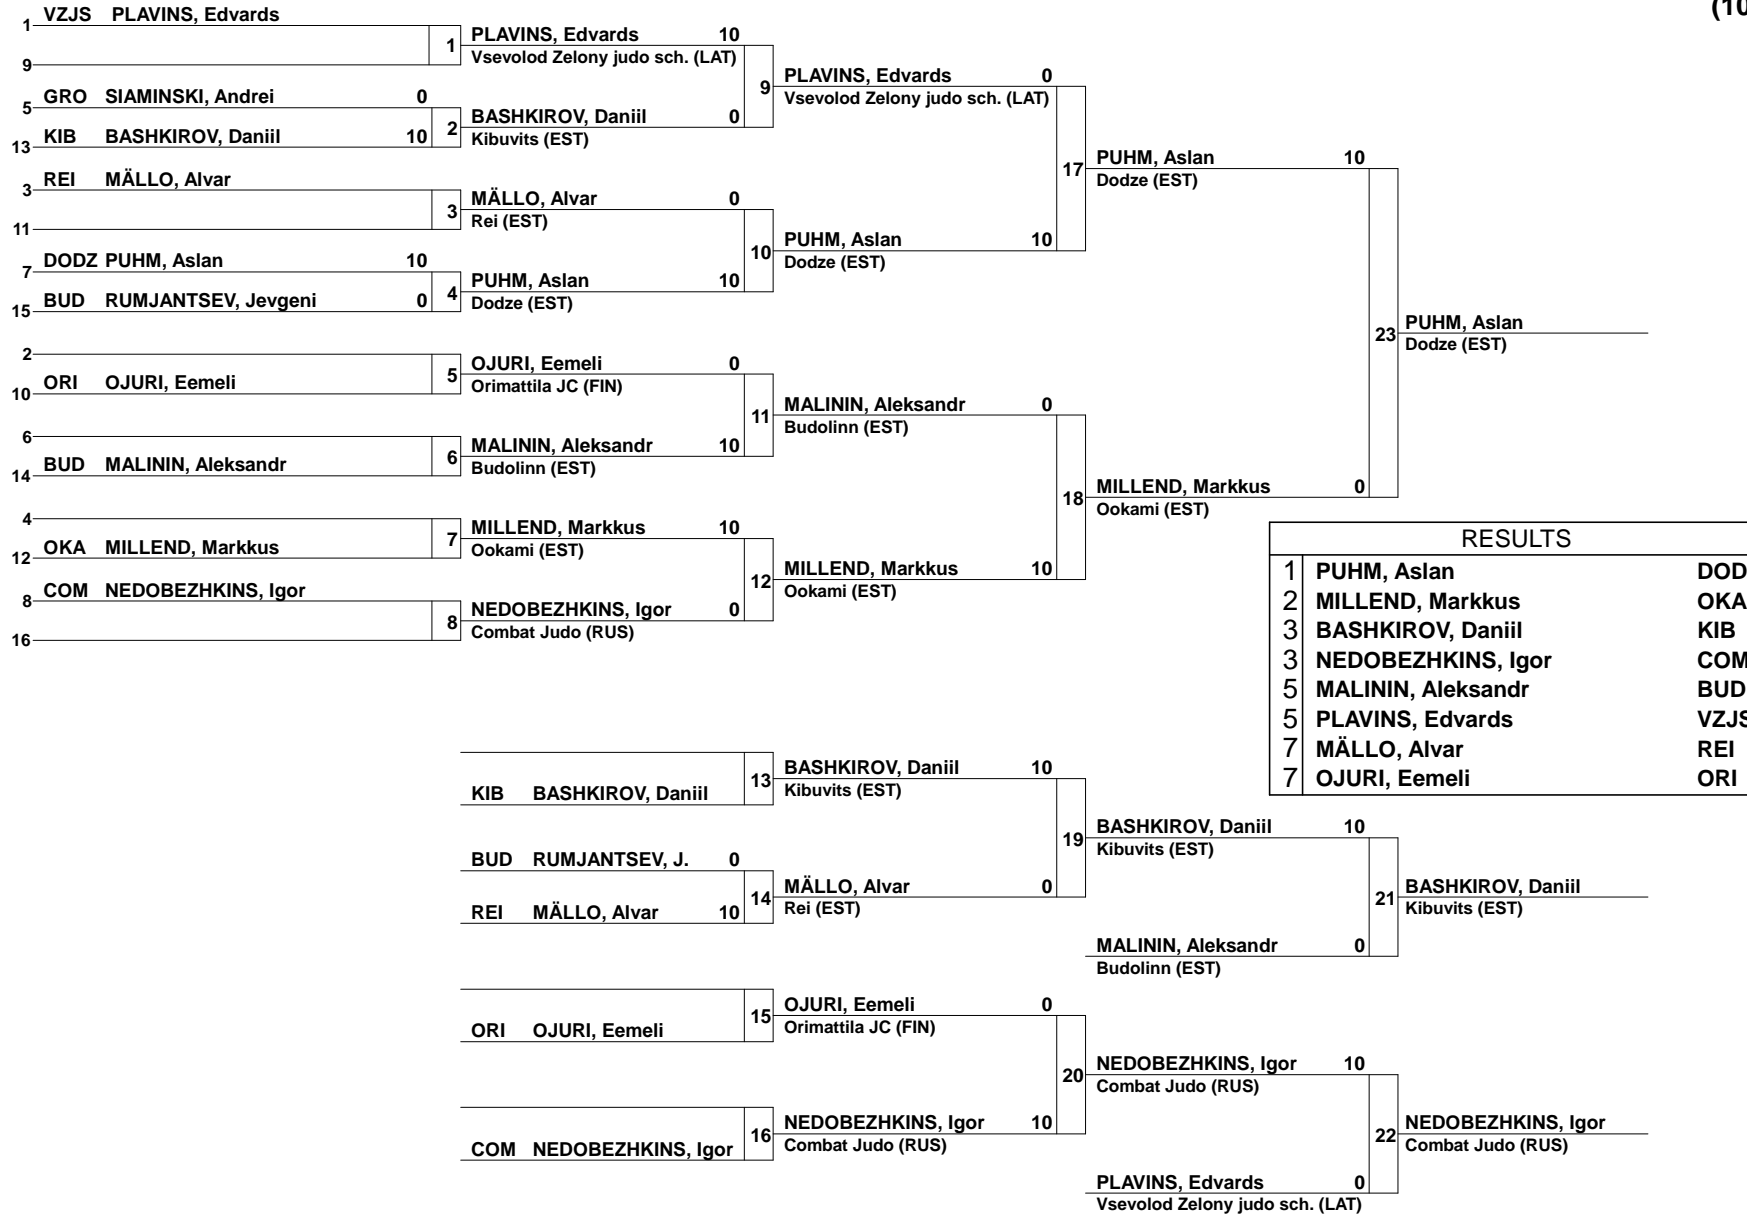 (10
1 VZJS PLAVINS, Edvards
9
1
5 GRO SIAMINSKI, Andrei 0
13 KIB BASHKIROV, Daniil 10
2
3 REI MÄLLO, Alvar
11
3
7 DODZ PUHM, Aslan 10
15 BUD RUMJANTSEV, Jevgeni 0
4
2
10 ORI OJURI, Eemeli
5
6
14 BUD MALININ, Aleksandr
6
4
12 OKA MILLEND, Markkus
7
8 COM NEDOBEZHKINS, Igor
16
8
PLAVINS, Edvards 10
Vsevolod Zelony judo sch. (LAT)
BASHKIROV, Daniil 0
Kibuvits (EST)
9
MÄLLO, Alvar 0
Rei (EST)
PUHM, Aslan 10
Dodze (EST)
10
OJURI, Eemeli 0
Orimattila JC (FIN)
MALININ, Aleksandr 10
Budolinn (EST)
11
MILLEND, Markkus 10
Ookami (EST)
NEDOBEZHKINS, Igor 0
Combat Judo (RUS)
12
PLAVINS, Edvards 0
Vsevolod Zelony judo sch. (LAT)
PUHM, Aslan 10
Dodze (EST)
17
MALININ, Aleksandr 0
Budolinn (EST)
MILLEND, Markkus 10
Ookami (EST)
18
PUHM, Aslan 10
Dodze (EST)
MILLEND, Markkus 0
Ookami (EST)
23
PUHM, Aslan
Dodze (EST)
RESULTS
1 PUHM, Aslan DOD
2 MILLEND, Markkus OKA
3 BASHKIROV, Daniil KIB
3 NEDOBEZHKINS, Igor COM
5 MALININ, Aleksandr BUD
5 PLAVINS, Edvards VZJS
7 MÄLLO, Alvar REI
7 OJURI, Eemeli ORI
KIB BASHKIROV, Daniil
13
BUD RUMJANTSEV, J. 0
REI MÄLLO, Alvar 10
14
ORI OJURI, Eemeli
15
COM NEDOBEZHKINS, Igor
16
BASHKIROV, Daniil 10
Kibuvits (EST)
MÄLLO, Alvar 0
Rei (EST)
19
OJURI, Eemeli 0
Orimattila JC (FIN)
NEDOBEZHKINS, Igor 10
Combat Judo (RUS)
20
BASHKIROV, Daniil 10
Kibuvits (EST)
MALININ, Aleksandr 0
Budolinn (EST)
21
BASHKIROV, Daniil
Kibuvits (EST)
NEDOBEZHKINS, Igor 10
Combat Judo (RUS)
PLAVINS, Edvards 0
Vsevolod Zelony judo sch. (LAT)
22
NEDOBEZHKINS, Igor
Combat Judo (RUS)